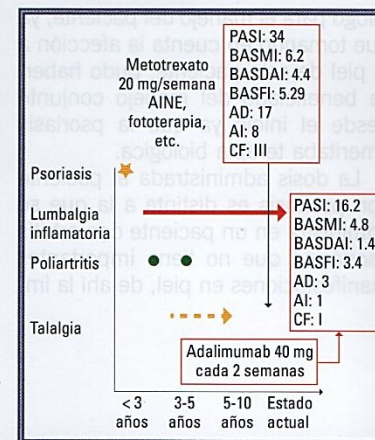 Metotrexato
20 mg/semana
AINE,
fototerapia,
etc.
PASI: 34
BASMI: 6.2
BASDAI: 4.4
BASFI: 5.29
AD: 17
AI: 8
CF: III
Psoriasis
Lumbalgia
inflamatoria
Poliartritis
Talalgia
PASI: 16.2
BASMI: 4.8
BASDAI: 1.4
BASFI: 3.4
AD: 3
AI: 1
CF: I
Adalimumab 40 mg
cada 2 semanas
< 3 3-5 5-10 Estado
años años años actual